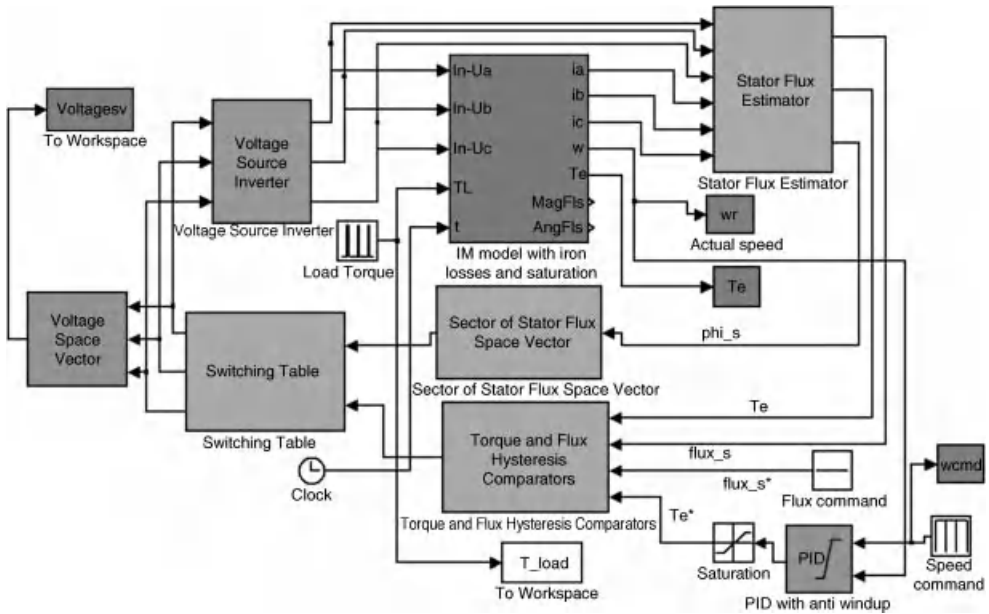 Voltagesv
To Workspace
Voltage
Source
Inverter
Voltage Source Inverter
In-Ua
In-Ub
In-Uc
TL
t
ia
ib
ic
w
Te
MagFls
AngFls
IM model with iron
losses and saturation
Stator Flux
Estimator
Stator Flux Estimator
wr
Actual speed
Te
Load Torque
Voltage
Space
Vector
Switching Table
Switching Table
Sector of Stator Flux
Space Vector
Sector of Stator Flux Space Vector
phi_s
Te
flux_s
flux_s*
Te*
Torque and Flux
Hysteresis
Comparators
Torque and Flux Hysteresis Comparators
Clock
Flux command
wcmd
Speed
command
PID
PID with anti windup
Saturation
T_load
To Workspace